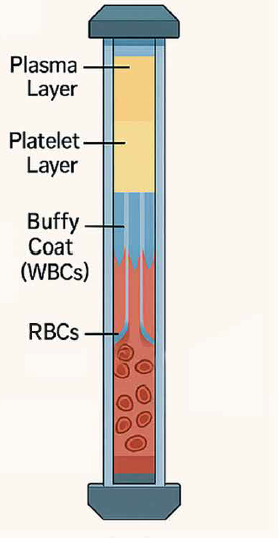 Plasma
Layer
Platelet
Layer
Buffy
Coat
(WBCs)
RBCs